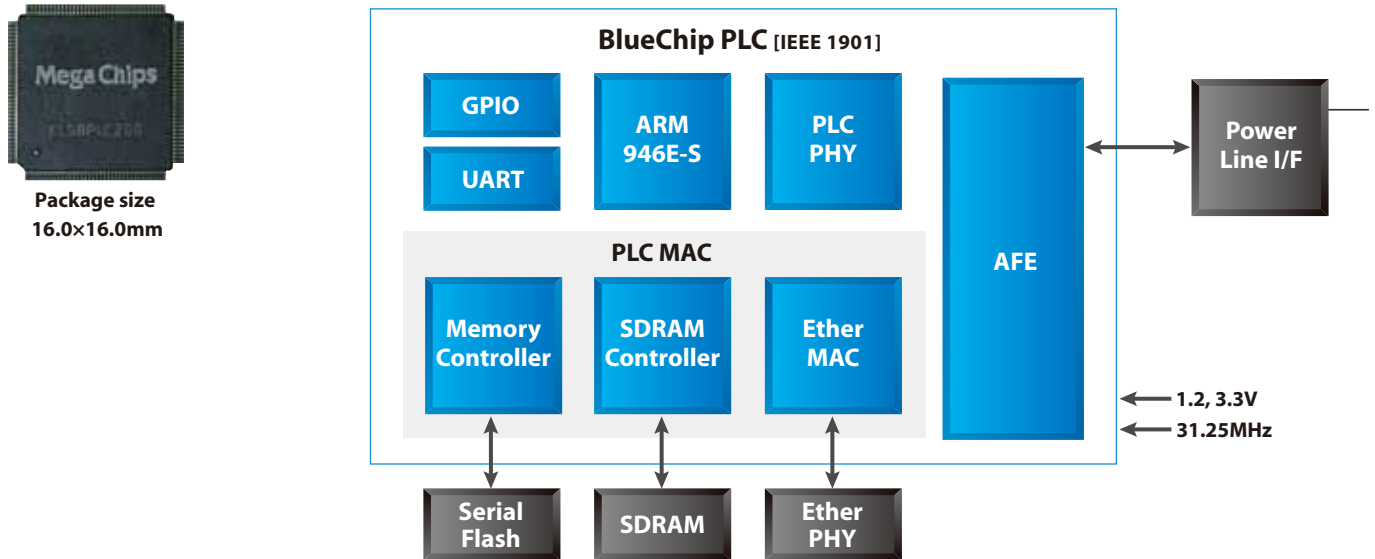 MegaChips
Package size
16.0×16.0mm
BlueChip PLC [IEEE 1901]
GPIO
UART
ARM
946E-S
PLC
PHY
AFE
Power
Line I/F
PLC MAC
Memory
Controller
SDRAM
Controller
Ether
MAC
1.2, 3.3V
31.25MHz
Serial
Flash
SDRAM
Ether
PHY